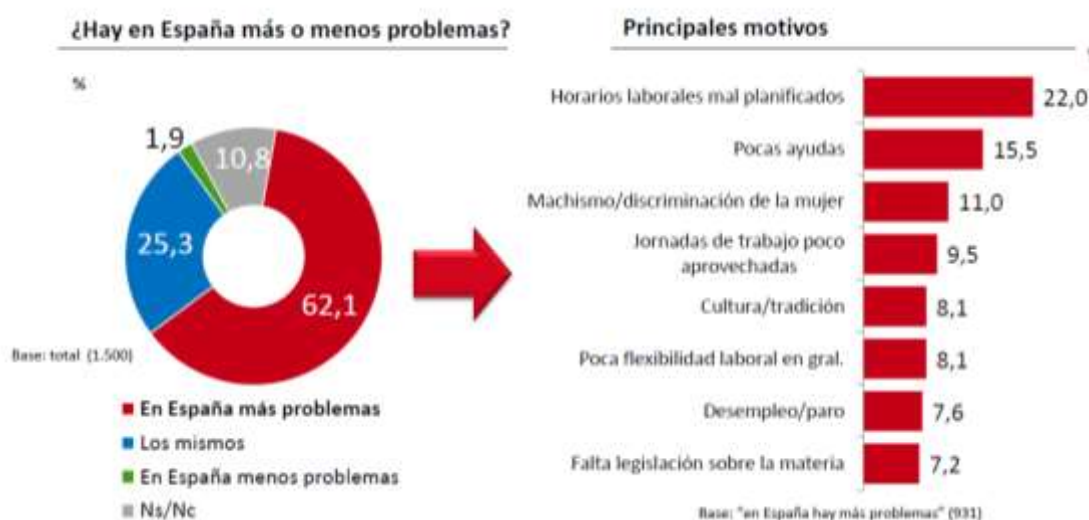 ¿Hay en España más o menos problemas?
%
1,9
10,8
25,3
62,1
Base: total (1.500)
En España más problemas
Los mismos
En España menos problemas
Ns/Nc
Principales motivos
Horarios laborales mal planificados 22,0
Pocas ayudas 15,5
Machismo/discriminación de la mujer 11,0
Jornadas de trabajo poco
aprovechadas 9,5
Cultura/tradición 8,1
Poca flexibilidad laboral en gral. 8,1
Desempleo/paro 7,6
Falta legislación sobre la materia 7,2
Base: "en España hay más problemas" (931)